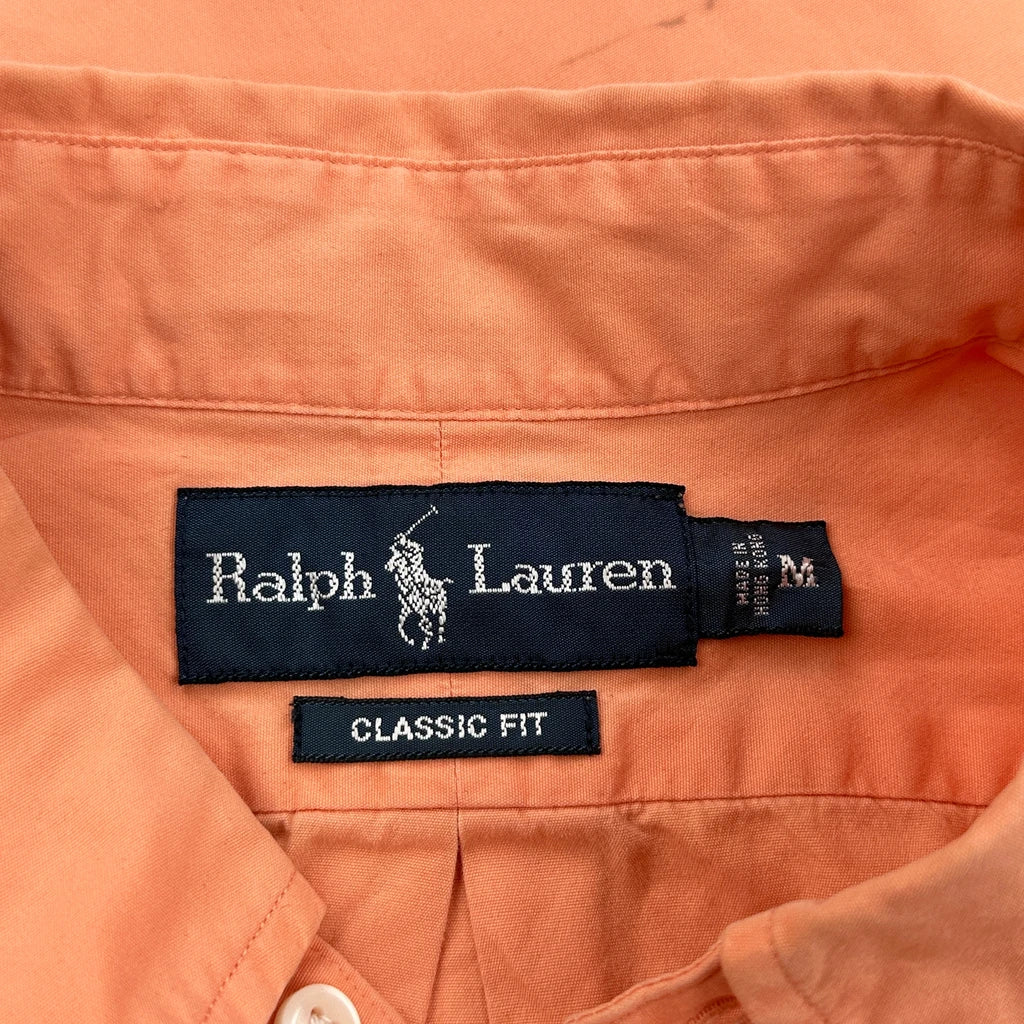 Ralph Lauren
MADE IN
HONG KONG
M
CLASSIC FIT